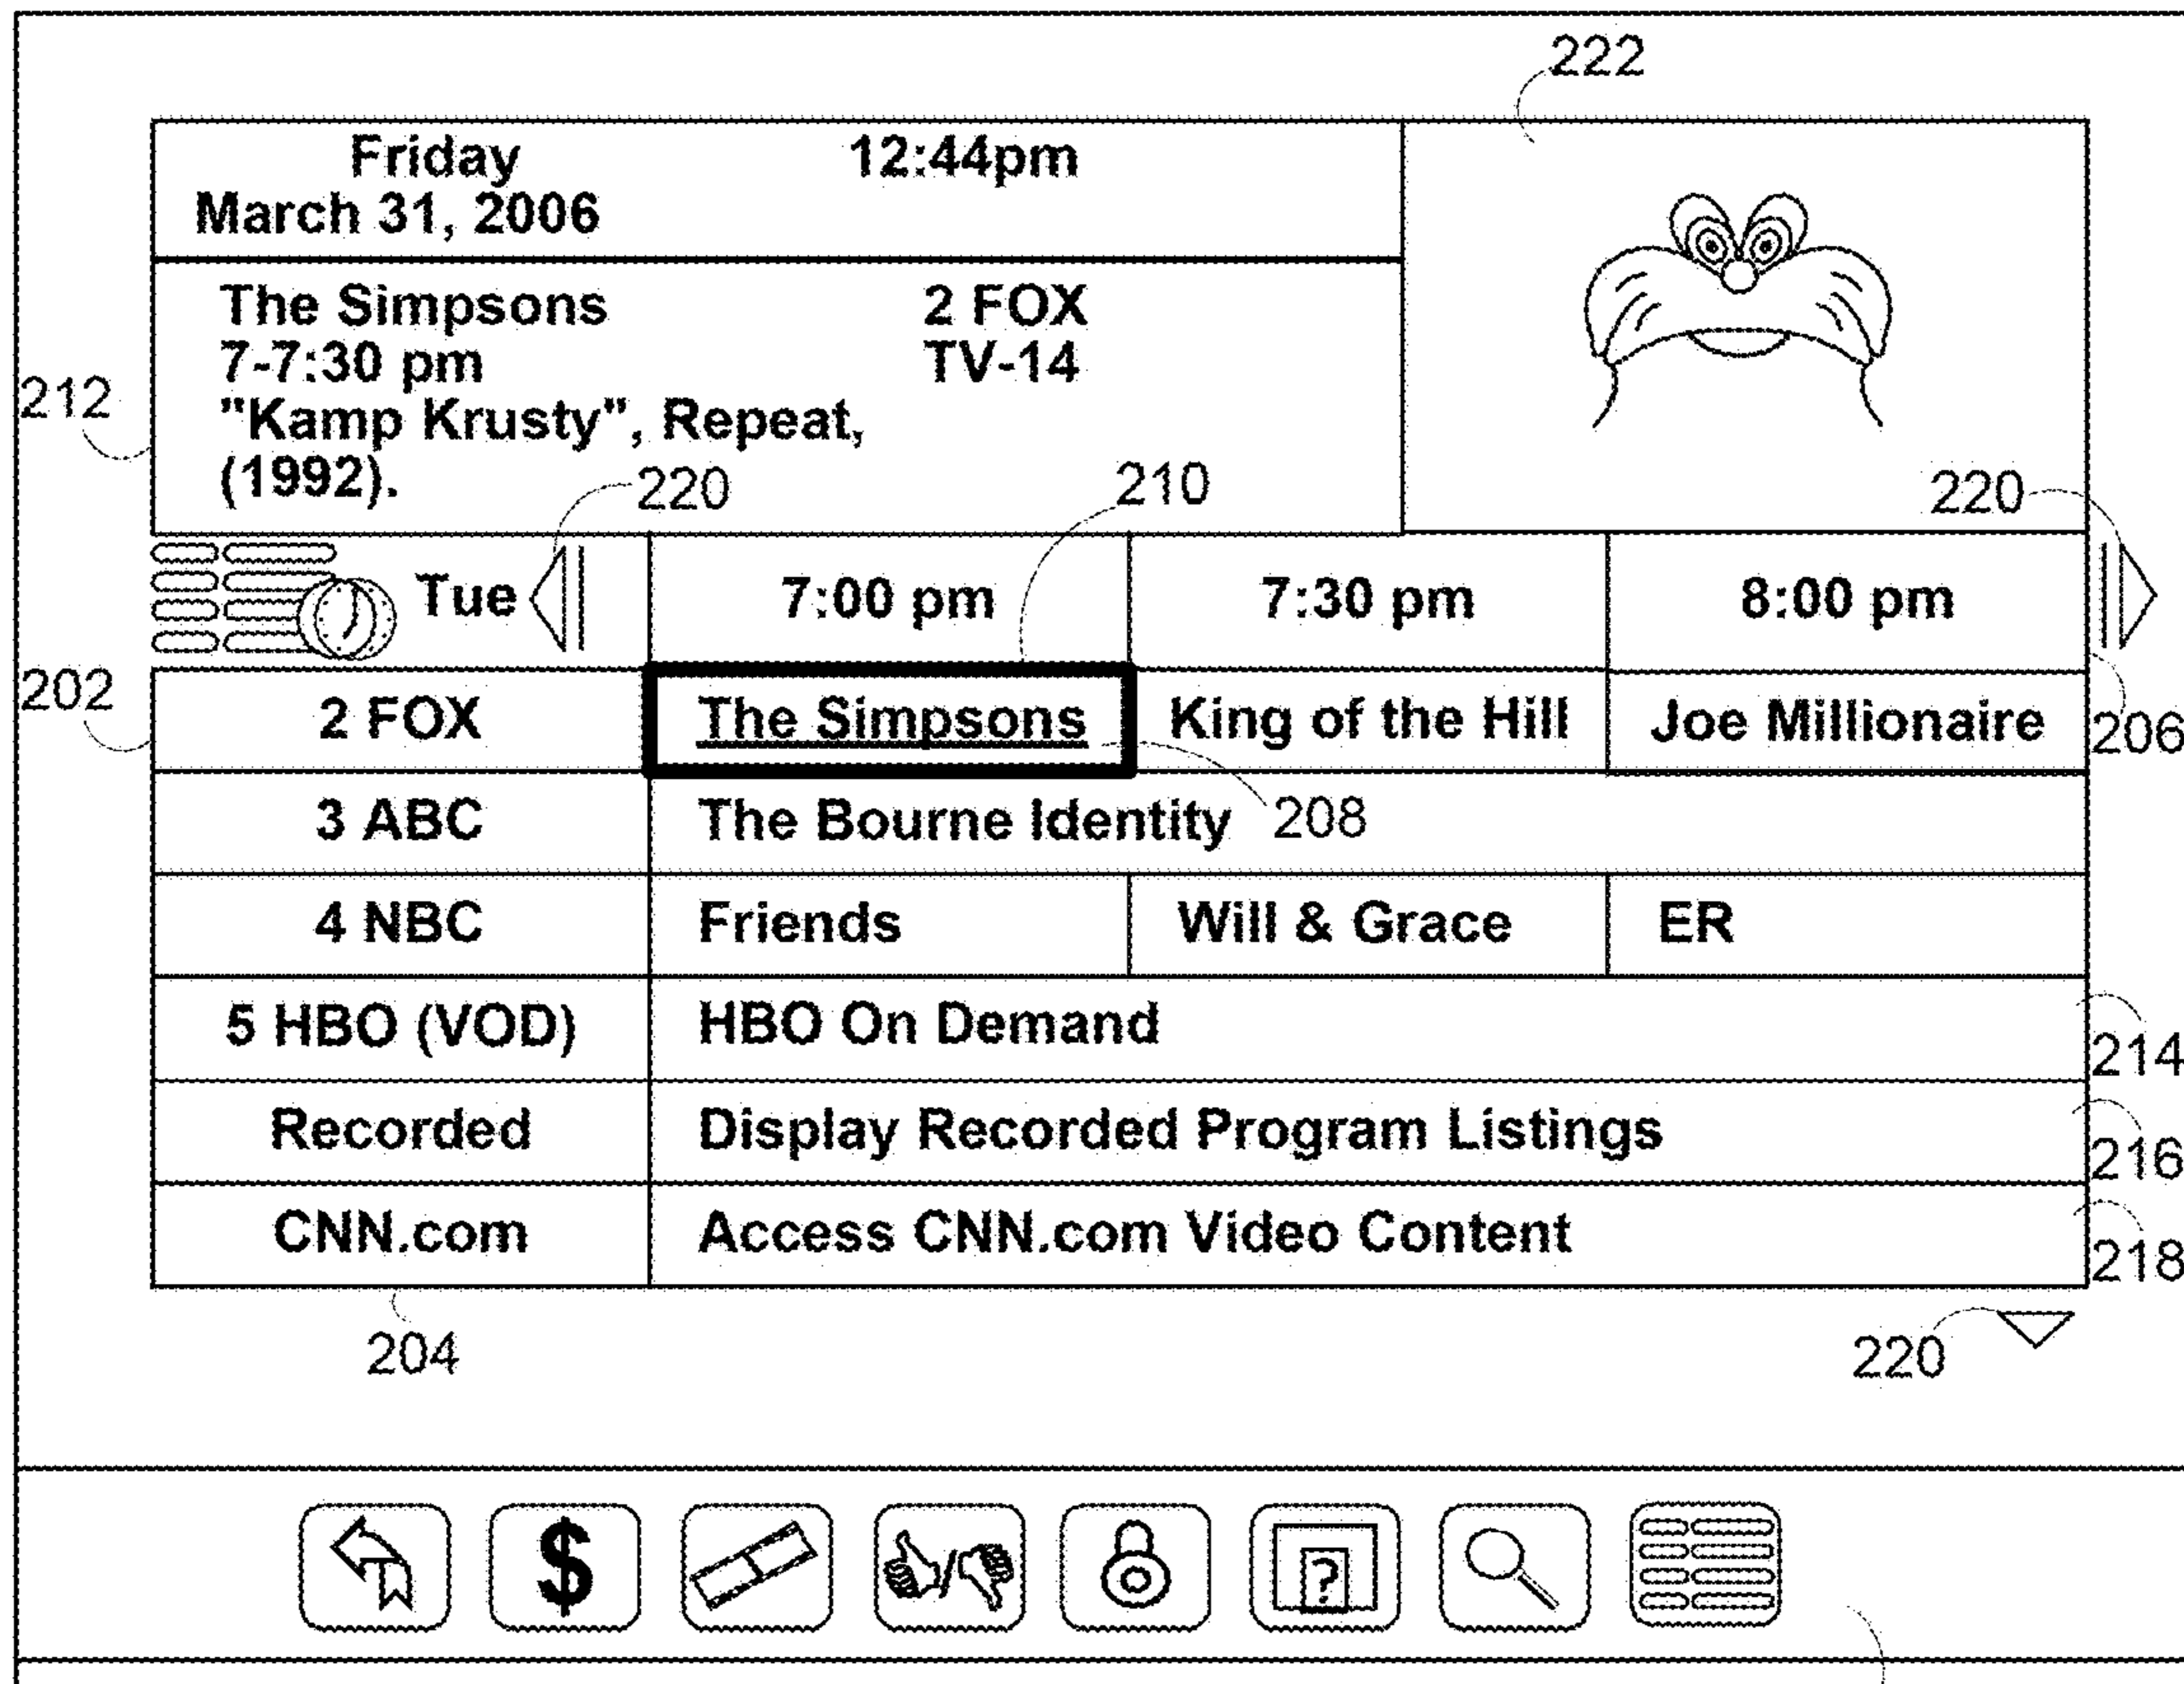 222
Friday 12:44pm
March 31, 2006
The Simpsons 2 FOX
7-7:30 pm TV-14
212
"Kamp Krusty", Repeat,
(1992).
220 210 220
Tue 7:00 pm 7:30 pm 8:00 pm
202 2 FOX The Simpsons King of the Hill Joe Millionaire 206
3 ABC The Bourne Identity 208
4 NBC Friends Will & Grace ER
5 HBO (VOD) HBO On Demand 214
Recorded Display Recorded Program Listings 216
CNN.com Access CNN.com Video Content 218
204 220
$ / ?